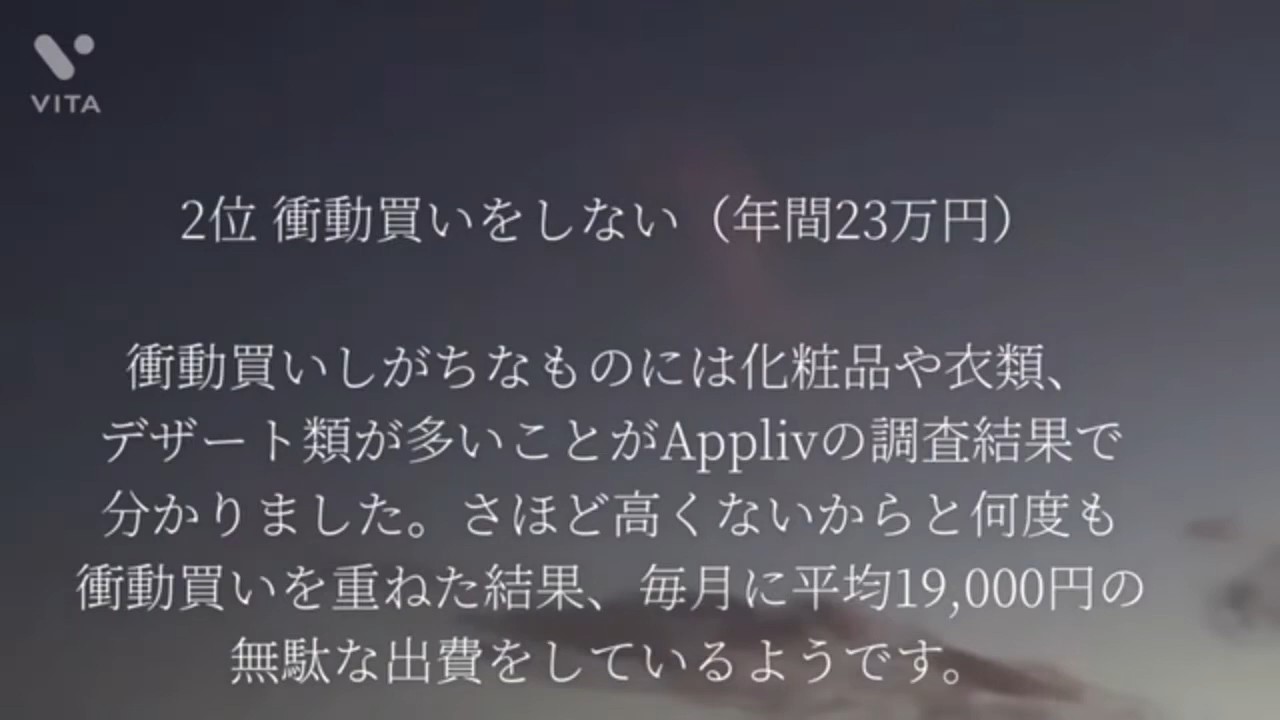 VITA
2位 衝動買いをしない（年間23万円）
衝動買いしがちなものには化粧品や衣類、
デザート類が多いことがApplivの調査結果で
分かりました。さほど高くないからと何度も
衝動買いを重ねた結果、毎月に平均19,000円の
無駄な出費をしているようです。